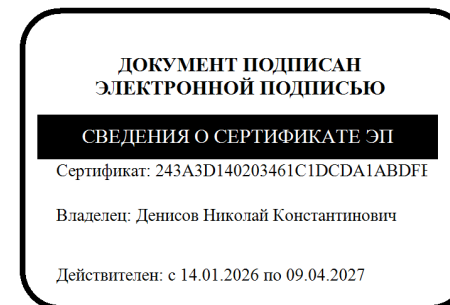 ДОКУМЕНТ ПОДПИСАН
ЭЛЕКТРОННОЙ ПОДПИСЬЮ
СВЕДЕНИЯ О СЕРТИФИКАТЕ ЭП
Сертификат: 243A3D140203461C1DCDA1ABDFE
Владелец: Денисов Николай Константинович
Действителен: с 14.01.2026 по 09.04.2027